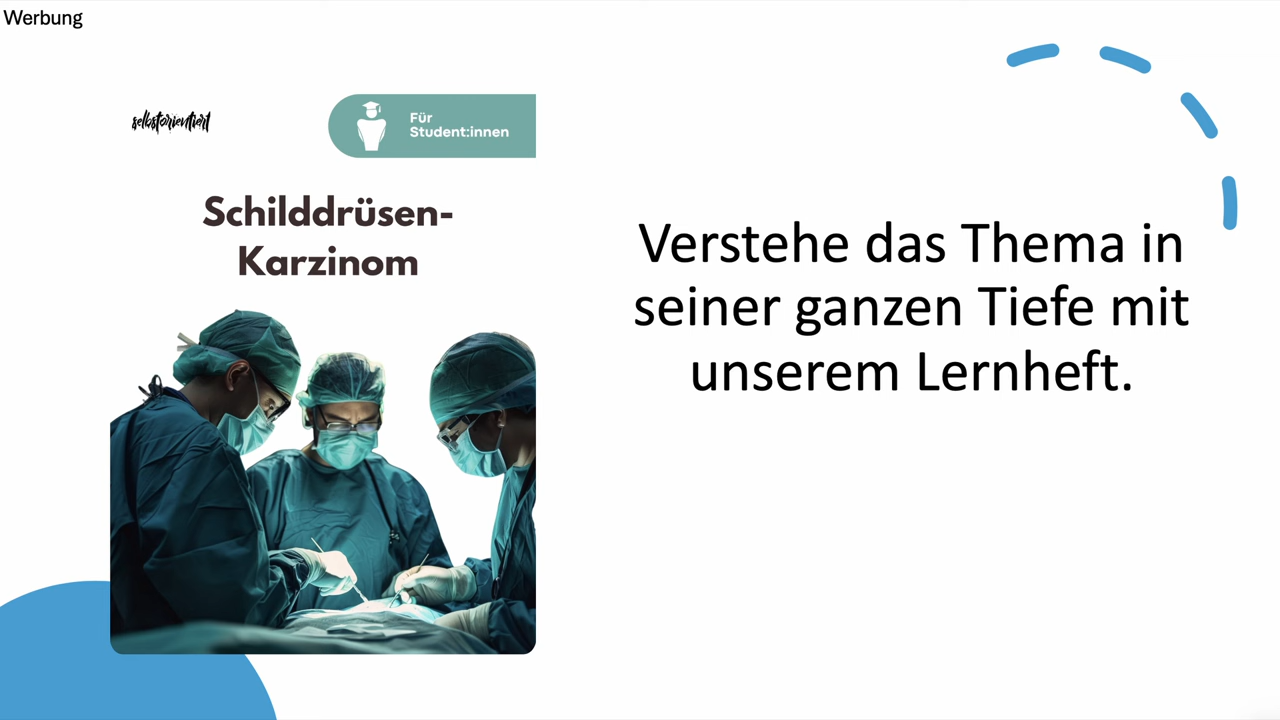 Werbung
selbstorientiert
Für
Student:innen
Schilddrüsen-
Karzinom
Verstehe das Thema in
seiner ganzen Tiefe mit
unserem Lernheft.